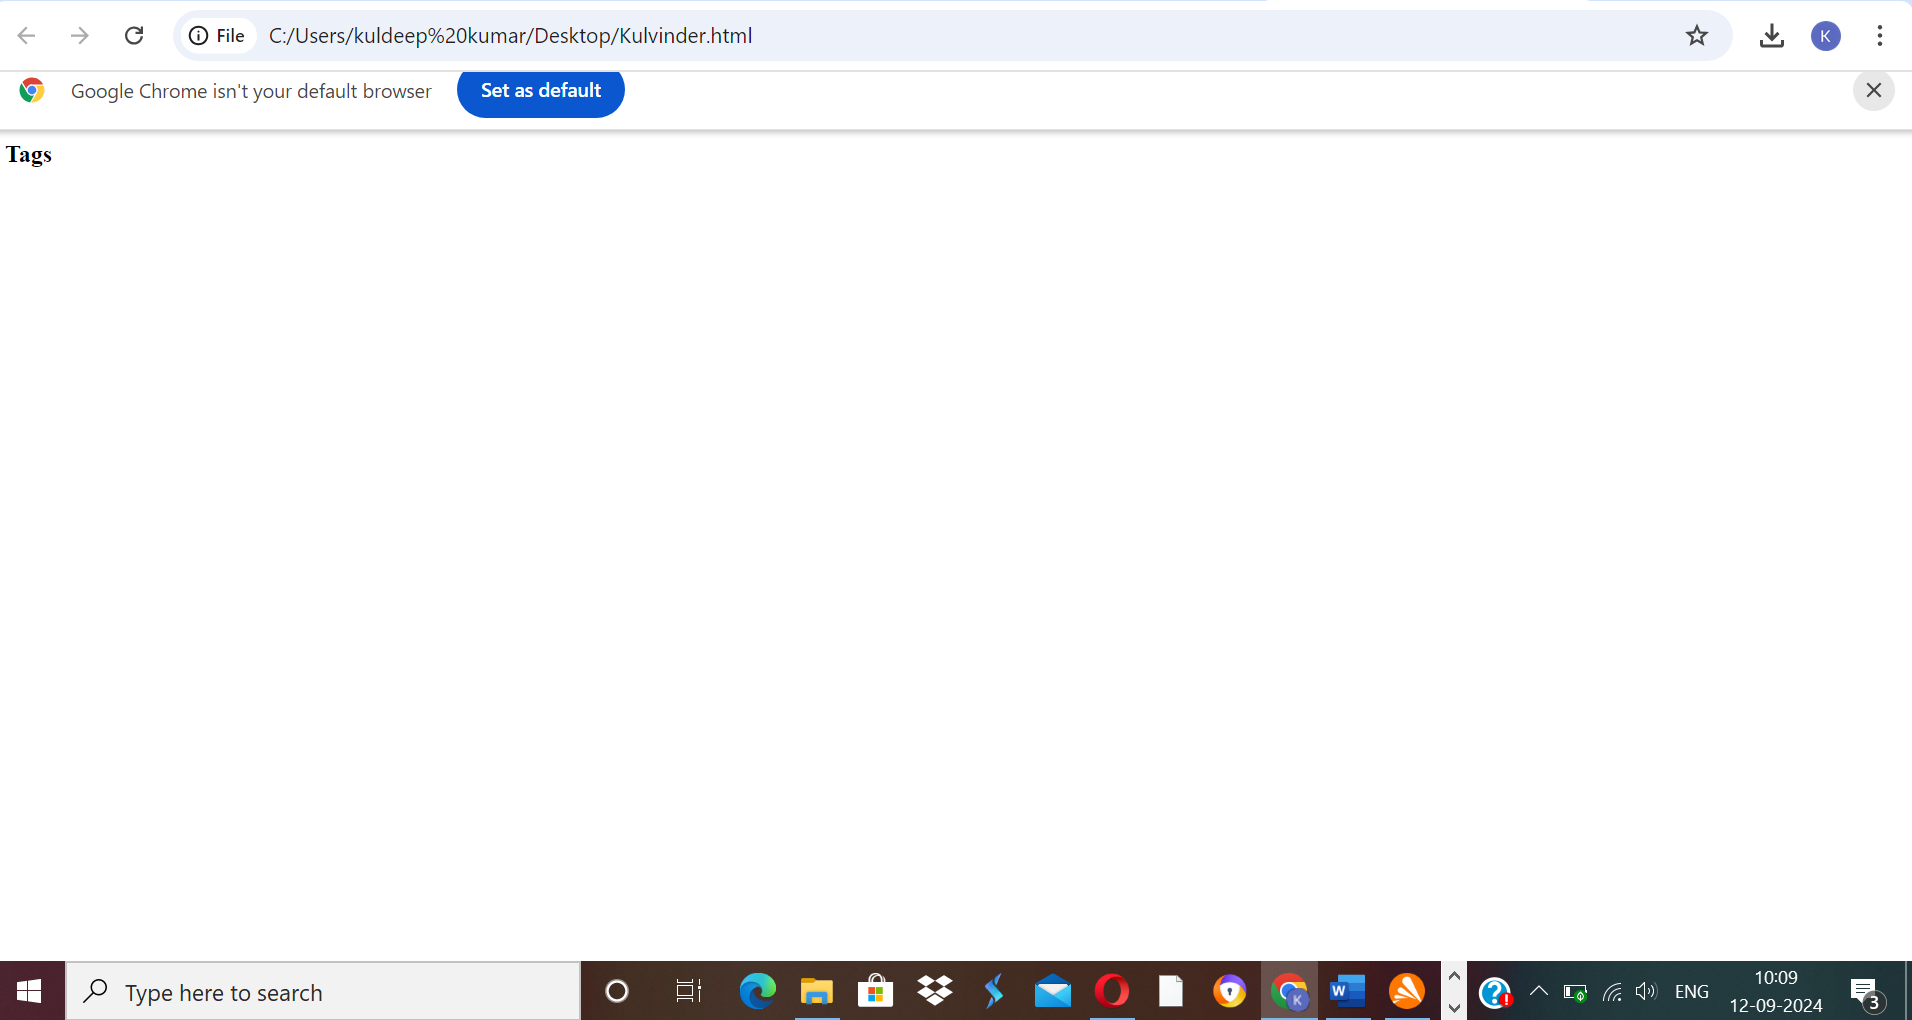 File C:/Users/kuldeep%20kumar/Desktop/Kulvinder.html
K
Google Chrome isn't your default browser Set as default
Tags
Type here to search
W
K
ENG
10:09
12-09-2024
3